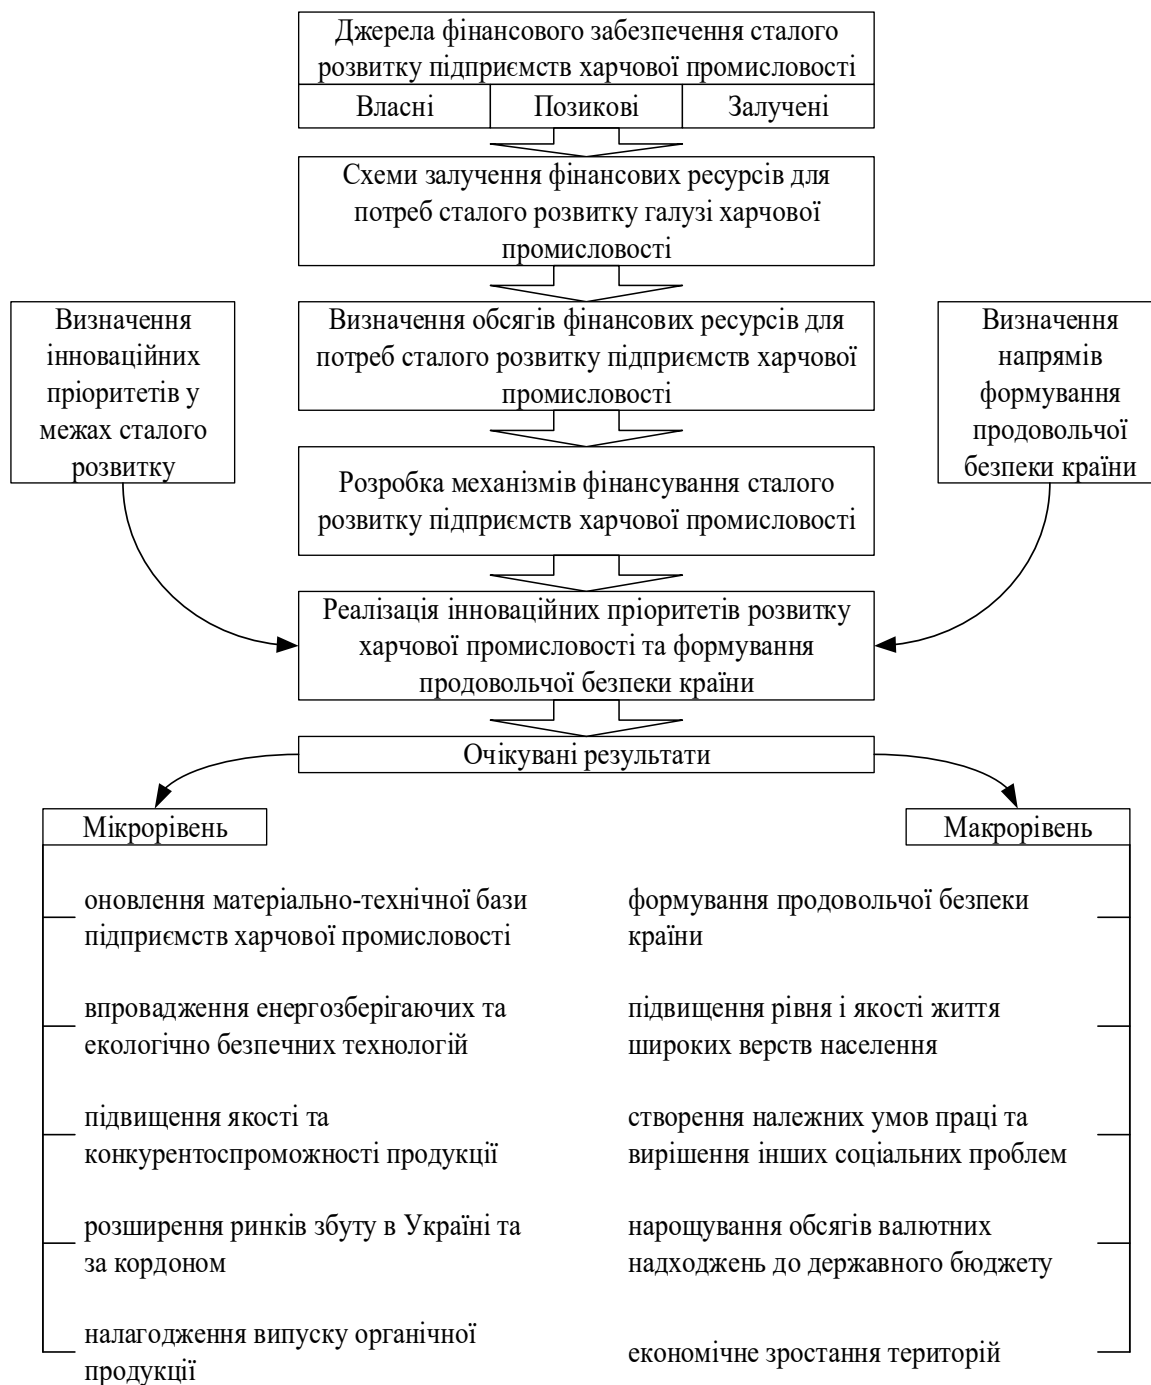 Джерела фінансового забезпечення сталого
розвитку підприємств харчової промисловості
Власні
Позикові
Залучені
Схеми залучення фінансових ресурсів для
потреб сталого розвитку галузі харчової
промисловості
Визначення
інноваційних
пріоритетів у
межах сталого
розвитку
Визначення обсягів фінансових ресурсів для
потреб сталого розвитку підприємств харчової
промисловості
Визначення
напрямів
формування
продовольчої
безпеки країни
Розробка механізмів фінансування сталого
розвитку підприємств харчової промисловості
Реалізація інноваційних пріоритетів розвитку
харчової промисловості та формування
продовольчої безпеки країни
Очікувані результати
Мікрорівень
оновлення матеріально-технічної бази
підприємств харчової промисловості
впровадження енергозберігаючих та
екологічно безпечних технологій
підвищення якості та
конкурентоспроможності продукції
розширення ринків збуту в Україні та
за кордоном
налагодження випуску органічної
продукції
Макрорівень
формування продовольчої безпеки
країни
підвищення рівня і якості життя
широких верств населення
створення належних умов праці та
вирішення інших соціальних проблем
нарощування обсягів валютних
надходжень до державного бюджету
економічне зростання територій